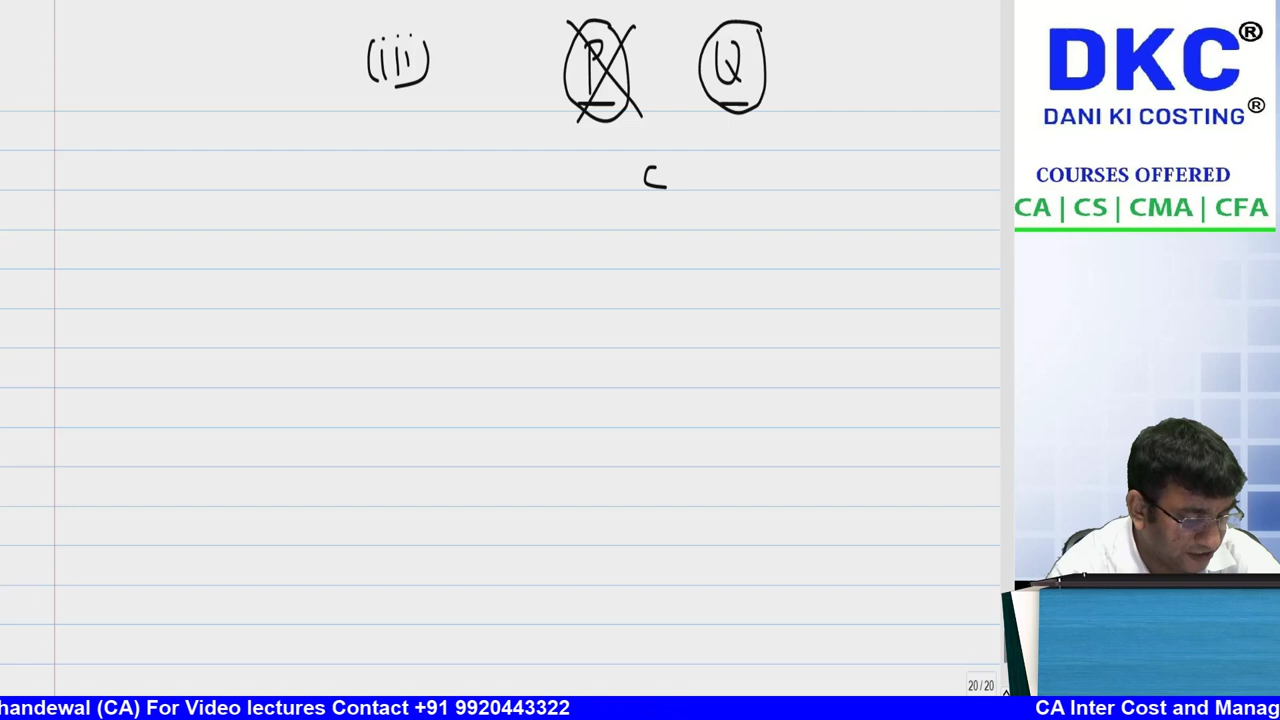 (iii) P Q
C
DKC®
DANI KI COSTING®
COURSES OFFERED
CA | CS | CMA | CFA
20 / 20
handewal (CA) For Video lectures Contact +91 9920443322
CA Inter Cost and Manag